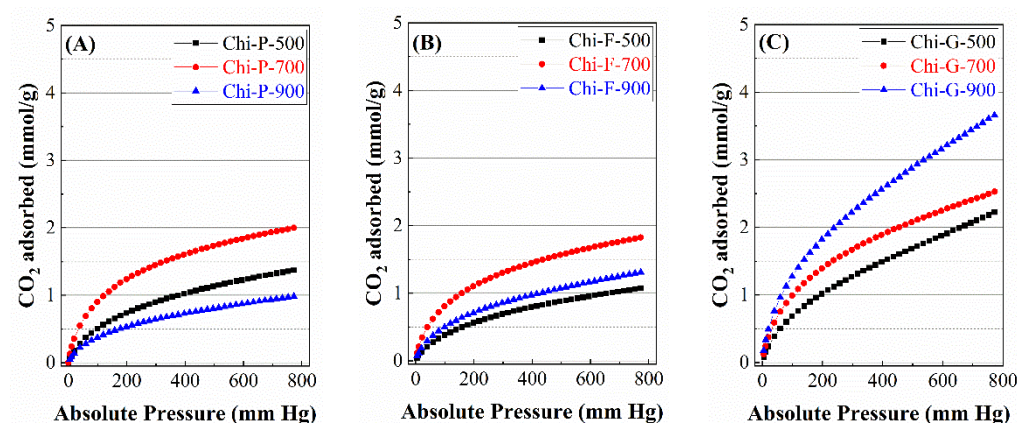 (A)
Chi-P-500
Chi-P-700
Chi-P-900
CO2 adsorbed (mmol/g)
5
4
3
2
1
0
0 200 400 600 800
Absolute Pressure (mm Hg)
(B)
Chi-F-500
Chi-F-700
Chi-F-900
CO2 adsorbed (mmol/g)
5
4
3
2
1
0
0 200 400 600 800
Absolute Pressure (mm Hg)
(C)
Chi-G-500
Chi-G-700
Chi-G-900
CO2 adsorbed (mmol/g)
5
4
3
2
1
0
0 200 400 600 800
Absolute Pressure (mm Hg)